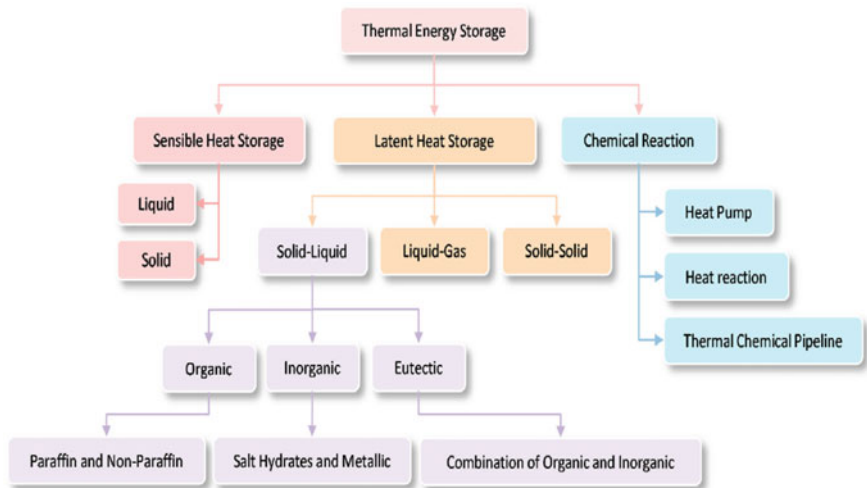 Thermal Energy Storage
Sensible Heat Storage
Latent Heat Storage
Chemical Reaction
Liquid
Heat Pump
Solid
Solid-Liquid
Liquid-Gas
Solid-Solid
Heat reaction
Thermal Chemical Pipeline
Organic
Inorganic
Eutectic
Paraffin and Non-Paraffin
Salt Hydrates and Metallic
Combination of Organic and Inorganic